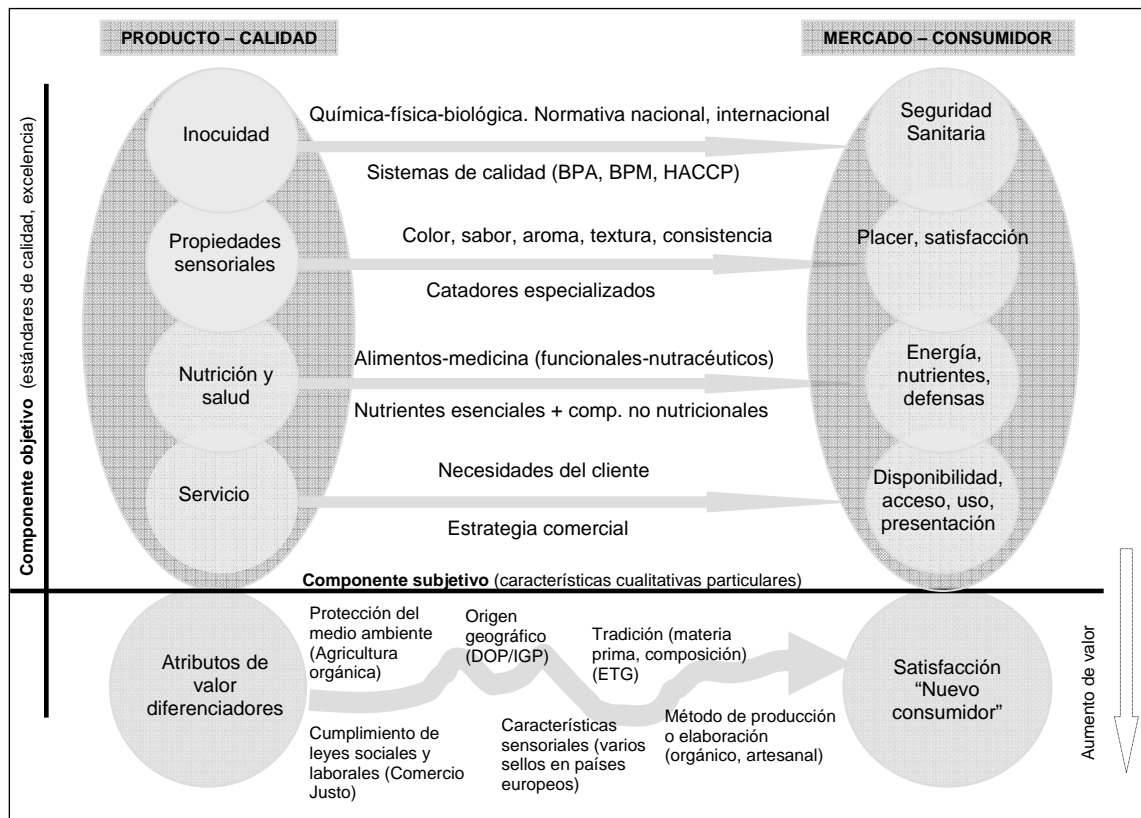 PRODUCTO – CALIDAD
MERCADO – CONSUMIDOR
Componente objetivo (estándares de calidad, excelencia)
Inocuidad
Química-física-biológica. Normativa nacional, internacional
Sistemas de calidad (BPA, BPM, HACCP)
Seguridad
Sanitaria
Propiedades
sensoriales
Color, sabor, aroma, textura, consistencia
Catadores especializados
Placer, satisfacción
Nutrición y
salud
Alimentos-medicina (funcionales-nutracéuticos)
Nutrientes esenciales + comp. no nutricionales
Energía,
nutrientes,
defensas
Servicio
Necesidades del cliente
Estrategia comercial
Disponibilidad,
acceso, uso,
presentación
Componente subjetivo (características cualitativas particulares)
Atributos de
valor
diferenciadores
Protección del
medio ambiente
(Agricultura
orgánica)
Origen
geográfico
(DOP/IGP)
Tradición (materia
prima, composición)
(ETG)
Cumplimiento de
leyes sociales y
laborales (Comercio
Justo)
Características
sensoriales (varios
sellos en países
europeos)
Método de producción
o elaboración
(orgánico, artesanal)
Satisfacción
“Nuevo
consumidor”
Aumento de valor